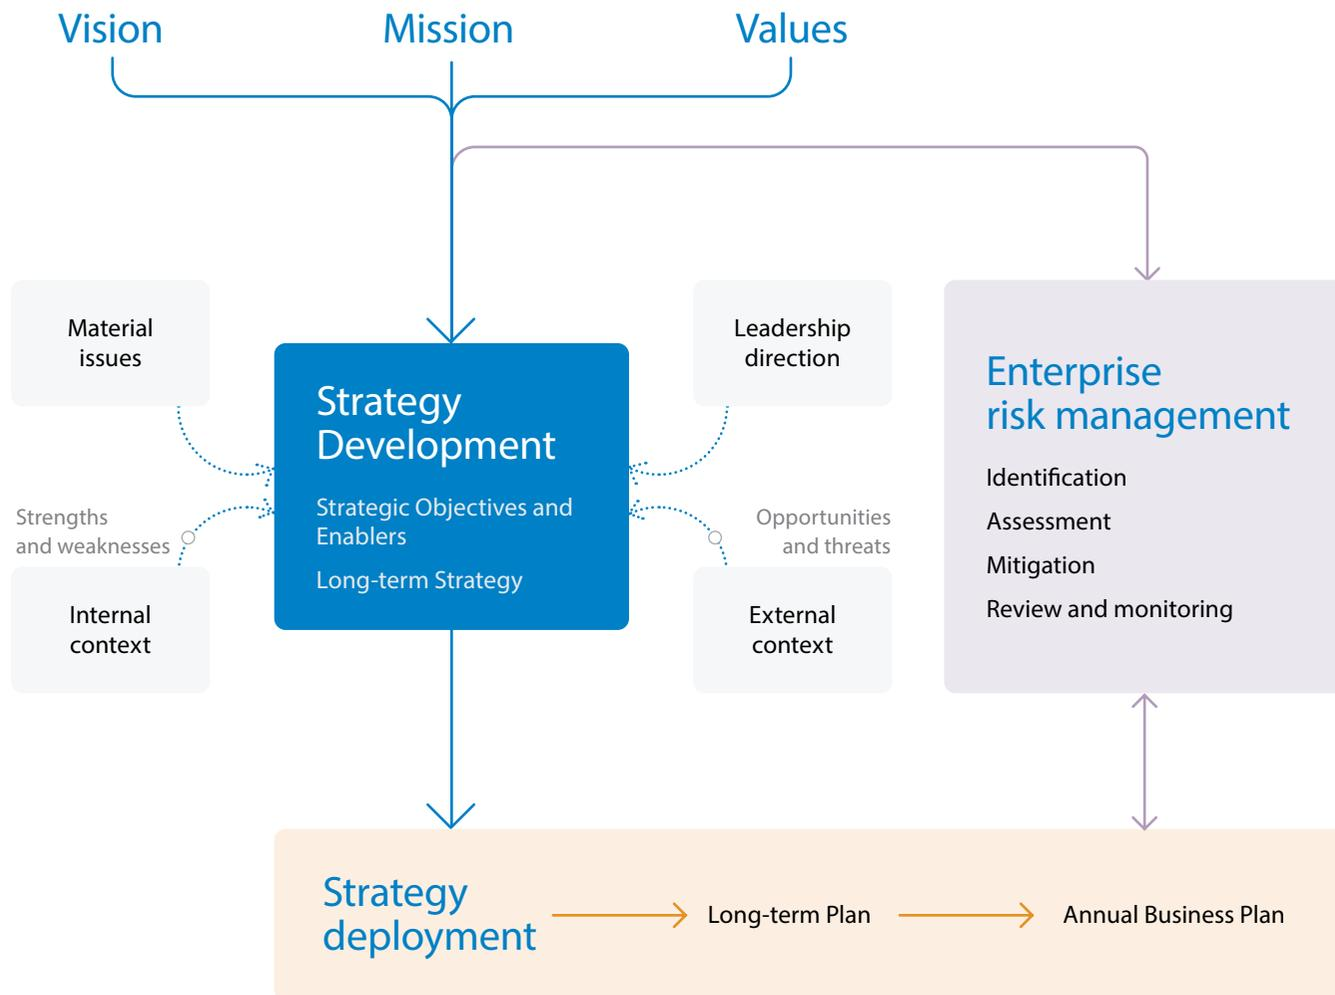 Vision
Mission
Values
Material
issues
Leadership
direction
Strategy
Development
Strategic Objectives and
Enablers
Long-term Strategy
Strengths
and weaknesses
Opportunities
and threats
Internal
context
External
context
Enterprise
risk management
Identification
Assessment
Mitigation
Review and monitoring
Strategy
deployment
Long-term Plan
Annual Business Plan